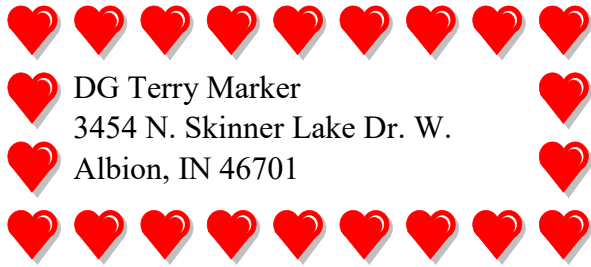 DG Terry Marker
3454 N. Skinner Lake Dr. W.
Albion, IN 46701